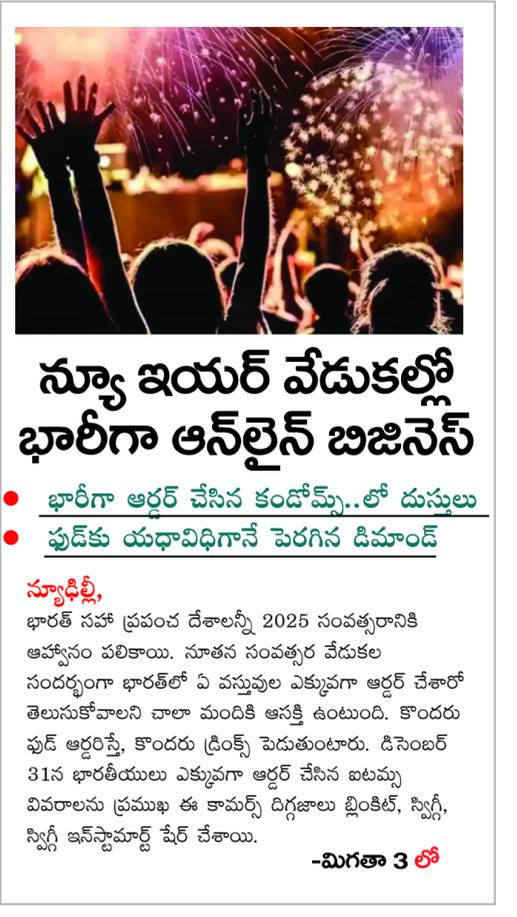 న్యూ ఇయర్ వేడుకల్లో
భారీగా ఆన్‌లైన్ బిజినెస్
• భారీగా ఆర్డర్ చేసిన కండోమ్స్..లో దుస్తులు
• ఫుడ్‌కు యధావిధిగానే పెరగిన డిమాండ్
న్యూఢిల్లీ,
భారత్ సహా ప్రపంచ దేశాలన్నీ 2025 సంవత్సరానికి
ఆహ్వానం పలికాయి. నూతన సంవత్సర వేడుకల
సందర్భంగా భారత్‌లో ఏ వస్తువుల ఎక్కువగా ఆర్డర్ చేశారో
తెలుసుకోవాలని చాలా మందికి ఆసక్తి ఉంటుంది. కొందరు
ఫుడ్ ఆర్డరిస్తే, కొందరు డ్రింక్స్ పెడుతుంటారు. డిసెంబర్
31న భారతీయులు ఎక్కువగా ఆర్డర్ చేసిన ఐటమ్స
వివరాలను ప్రముఖ ఈ కామర్స్ దిగ్గజాలు బ్లింకిట్, స్విగ్గీ,
స్విగ్గీ ఇన్‌స్టామార్ట్ షేర్ చేశాయి.
-మిగతా 3 లో